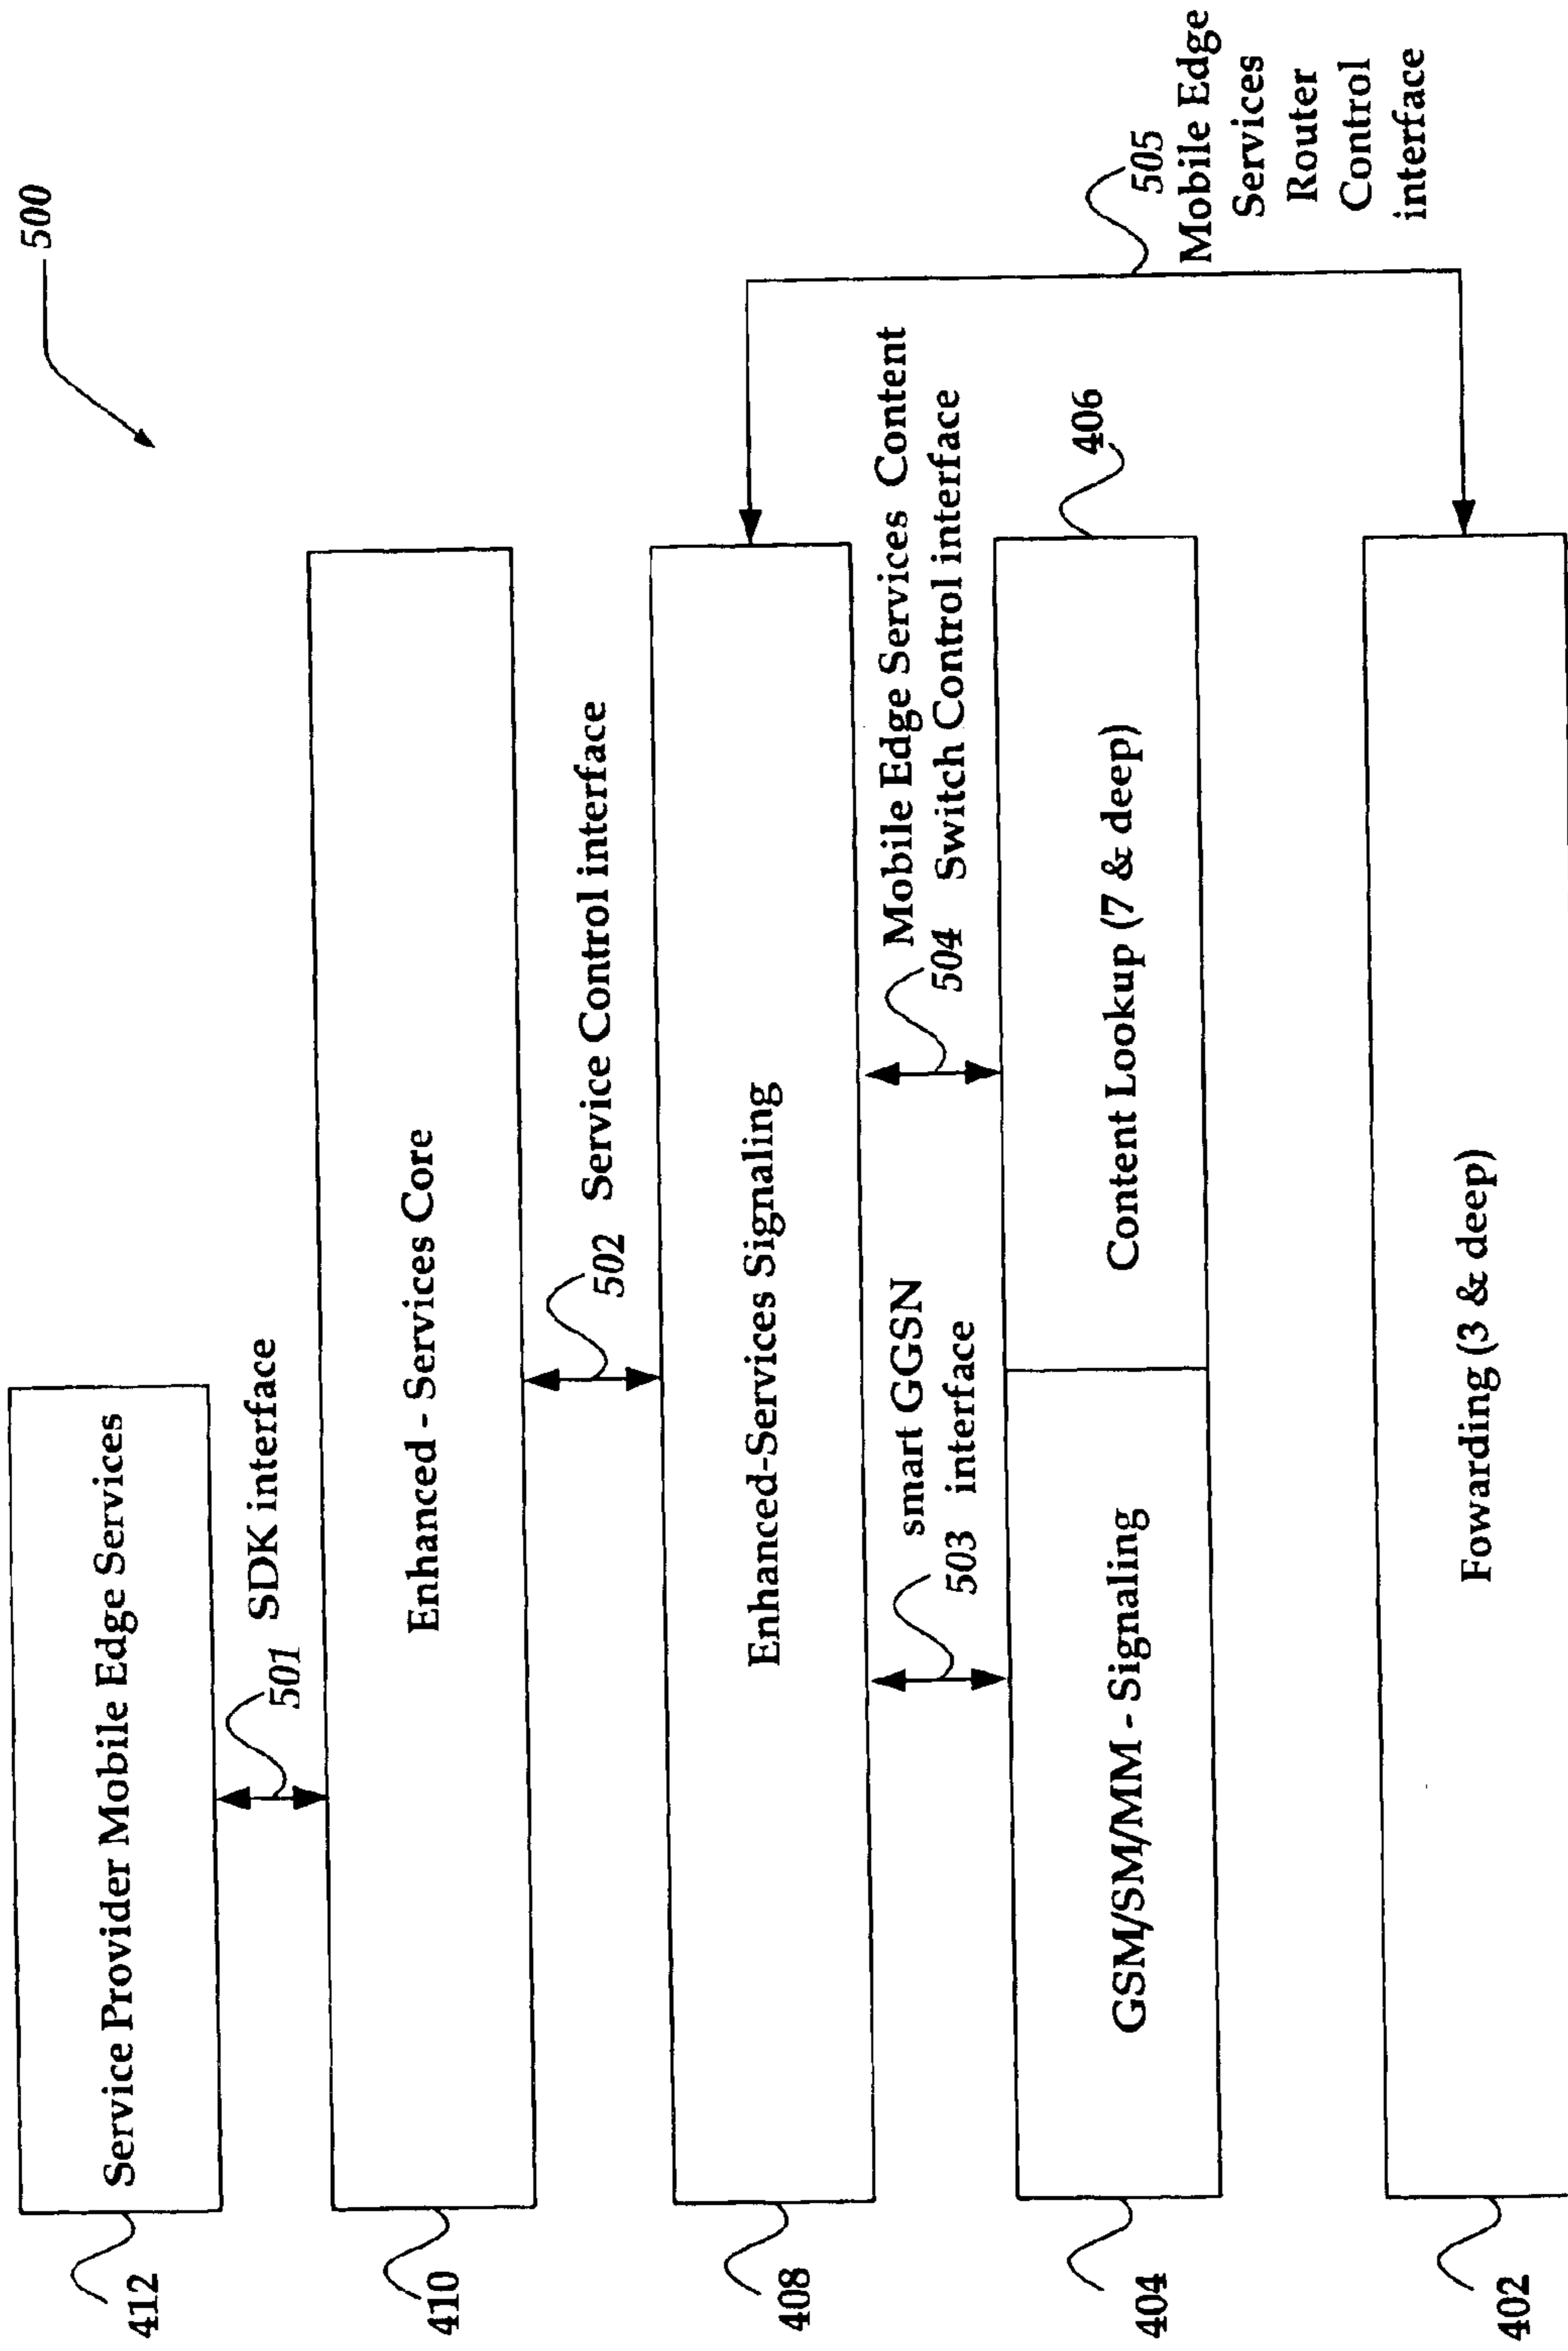 500
412
Service Provider Mobile Edge Services
501 SDK interface
410
Enhanced - Services Core
502 Service Control interface
408
Enhanced-Services Signaling
smart GGSN
503 interface
Mobile Edge Services Content
504 Switch Control interface
404
GSM/SM/MM - Signaling
Content Lookup (7 & deep)
406
505
Mobile Edge
Services
Router
Control
interface
402
Fowarding (3 & deep)